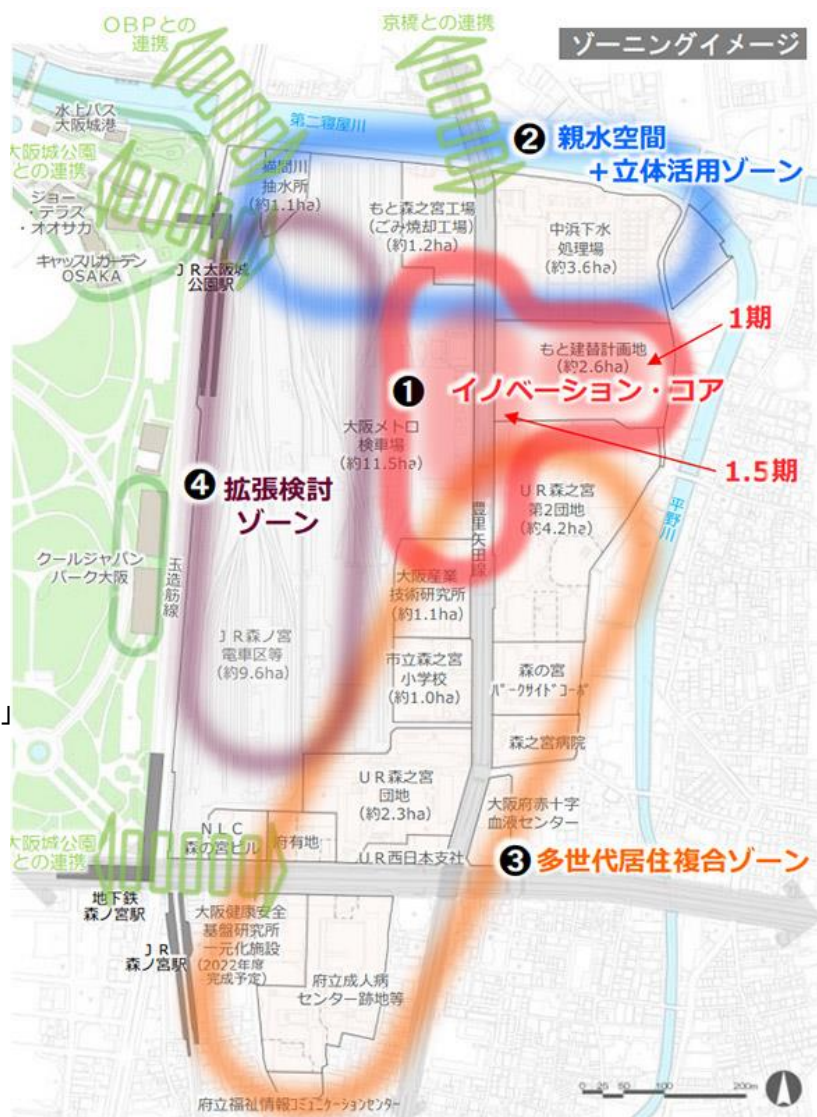 OBPとの
連携
京橋との連携
ゾーニングイメージ
水上バス
大阪城港
第二寝屋川
❷ 親水空間
+立体活用ゾーン
大阪城公園
との連携
ジョー
・テラス
・オオサカ
猫間川
抽水所
(約1.1ha)
もと森之宮工場
(ごみ焼却工場)
(約1.2ha)
中浜下水
処理場
(約3.6ha)
キャッスルガーデン
OSAKA
JR大阪城
公園駅
1期
もと建替計画地
(約2.6ha)
❶ イノベーション・コア
大阪メトロ
検車場
(約11.5ha)
1.5期
❹ 拡張検討
ゾーン
UR森之宮
第2団地
(約4.2ha)
豊里矢田線
平野川
クールジャパン
パーク大阪
玉造筋線
大阪産業
技術研究所
(約1.1ha)
JR森ノ宮
電車区等
(約9.6ha)
市立森之宮
小学校
(約1.0ha)
森の宮
パークサイドコーポ
」
森之宮病院
UR森之宮
団地
(約2.3ha)
大阪府赤十字
血液センター
NLC
森の宮ビル
府有地
大阪城公園
との連携
UR西日本支社
❸ 多世代居住複合ゾーン
地下鉄
森ノ宮駅
大阪健康安全
基盤研究所
一元化施設
(2022年度
完成予定)
JR
森ノ宮駅
府立成人病
センター跡地等
府立福祉情報コミュニケーションセンター
0 25 50 100 200m